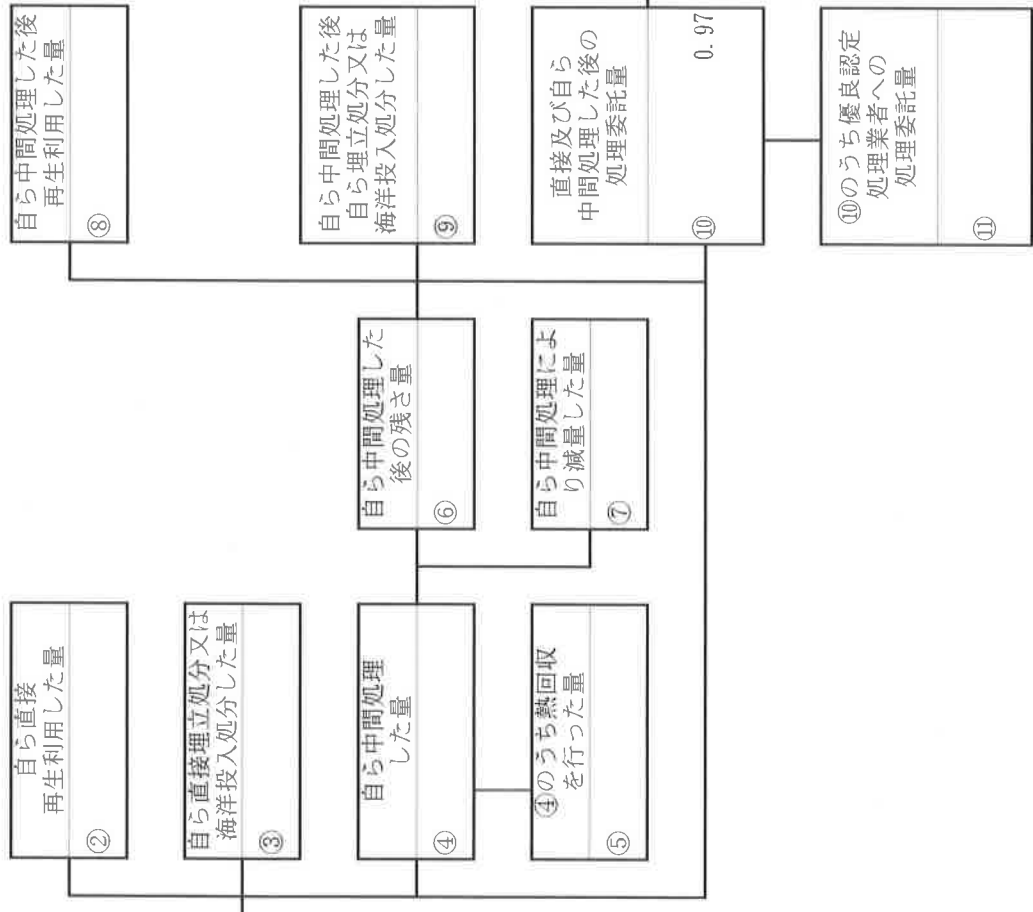 自ら直接
再生利用した量
②
自ら直接埋立処分又は
海洋投入処分した量
③
自ら中間処理
した量
④
④のうち熱回収
を行った量
⑤
自ら中間処理した
後の残さ量
⑥
自ら中間処理によ
り減量した量
⑦
自ら中間処理した後
再生利用した量
⑧
自ら中間処理した後
自ら埋立処分又は
海洋投入処分した量
⑨
直接及び自ら
中間処理した後の
処理委託量
⑩
0.97
⑩のうち優良認定
処理業者への
処理委託量
⑪